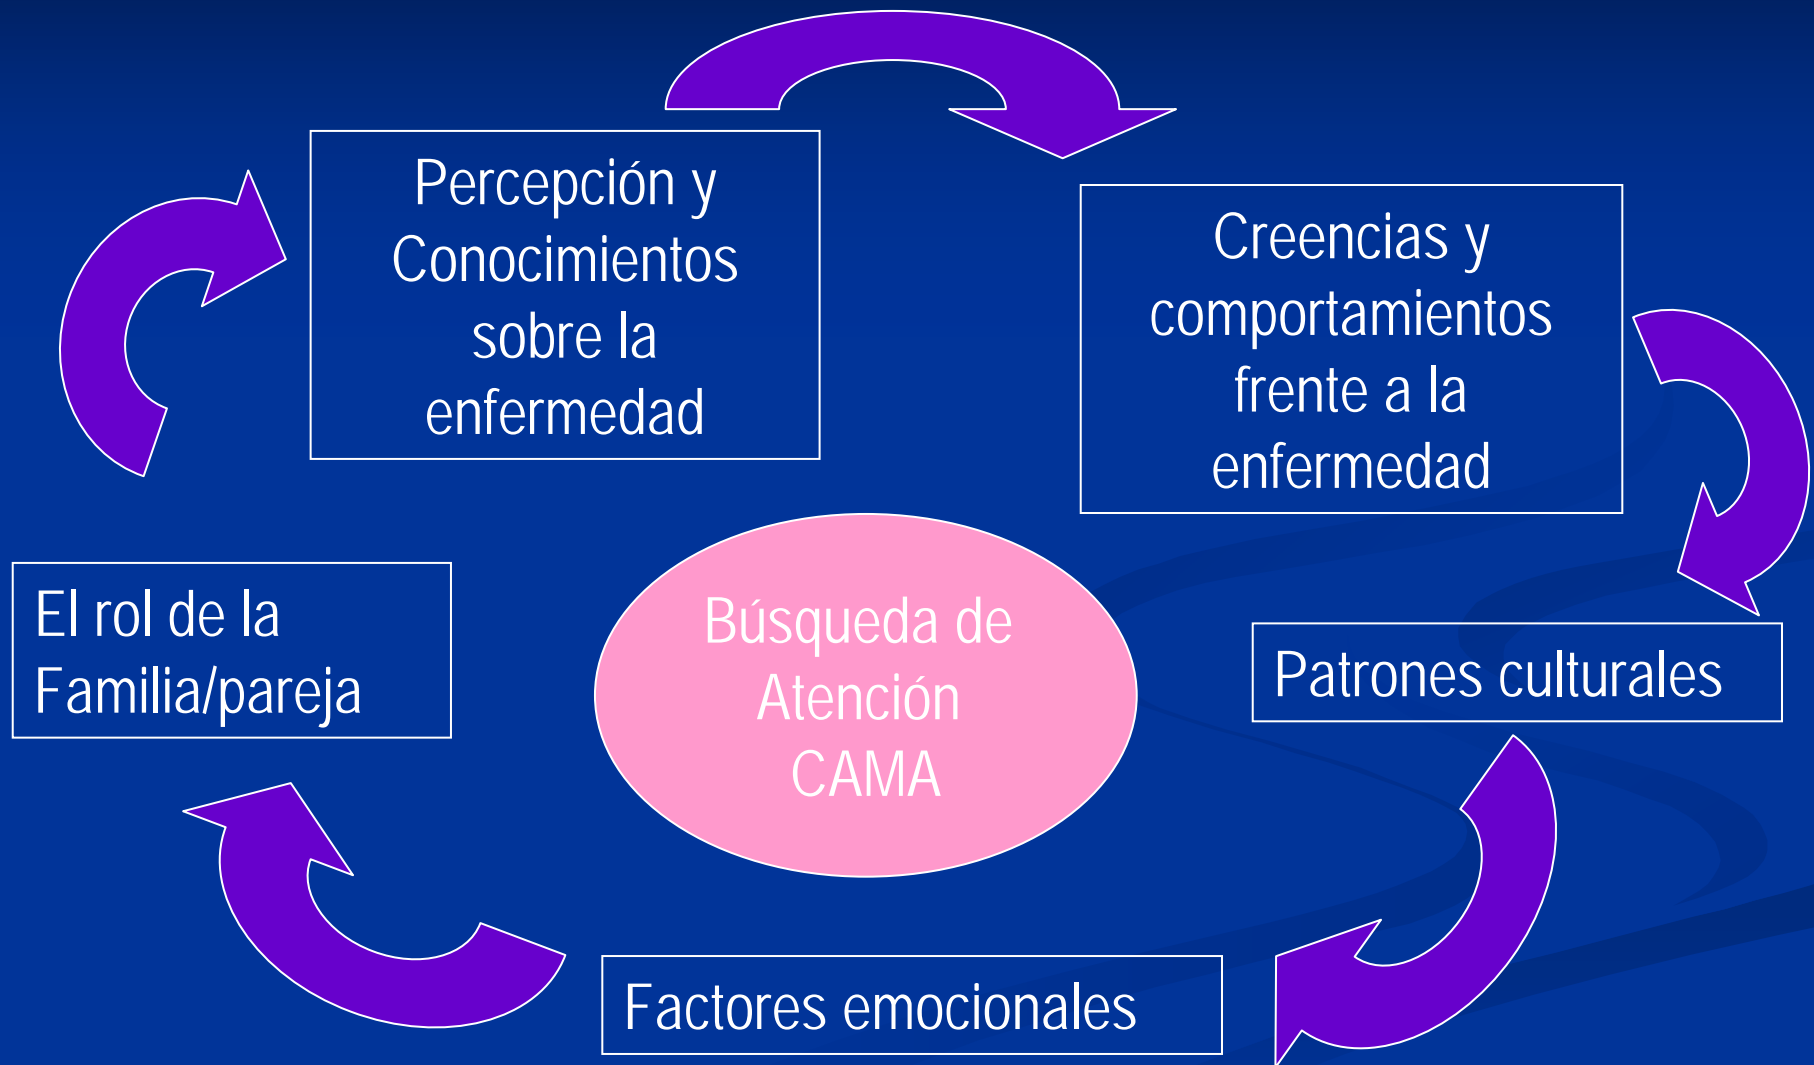 Percepción y
Conocimientos
sobre la
enfermedad
Creencias y
comportamientos
frente a la
enfermedad
El rol de la
Familia/pareja
Búsqueda de
Atención
CAMA
Patrones culturales
Factores emocionales